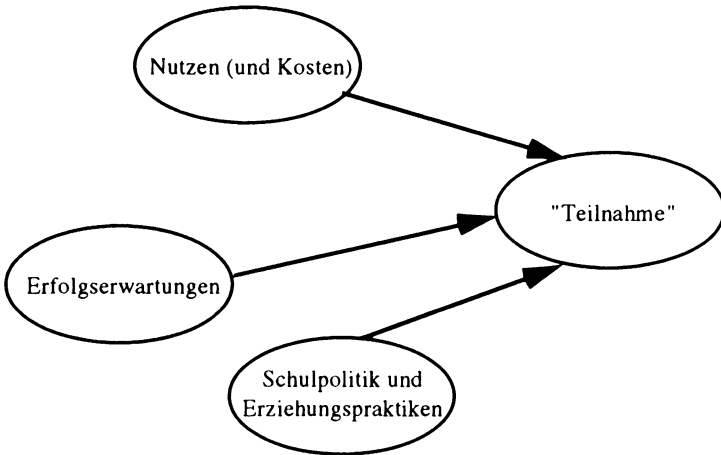 Nutzen (und Kosten)
"Teilnahme"
Erfolgserwartungen
Schulpolitik und
Erziehungspraktiken